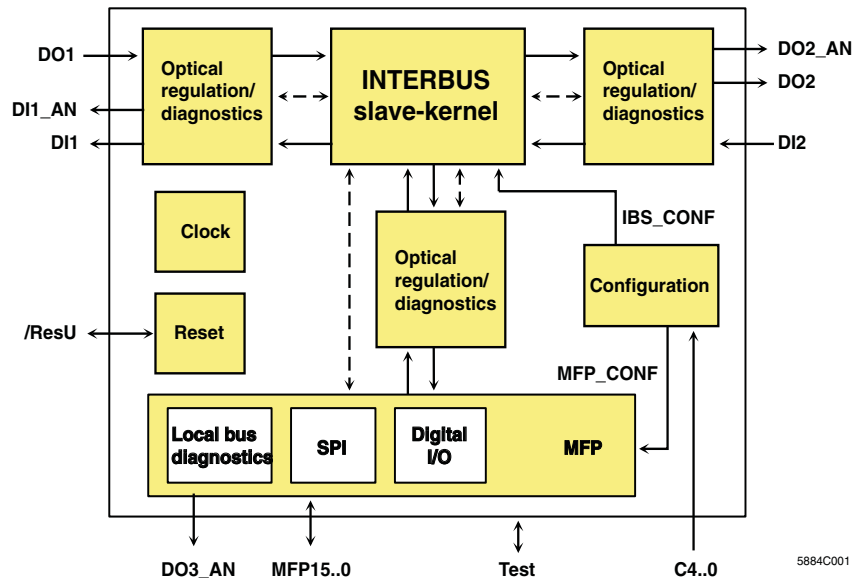 DO1
DI1_AN
DI1
Optical
regulation/
diagnostics
INTERBUS
slave-kernel
Optical
regulation/
diagnostics
DO2_AN
DO2
DI2
Clock
/ResU
Reset
Optical
regulation/
diagnostics
IBS_CONF
Configuration
MFP_CONF
Local bus
diagnostics
SPI
Digital
I/O
MFP
DO3_AN
MFP15..0
Test
C4..0
5884C001